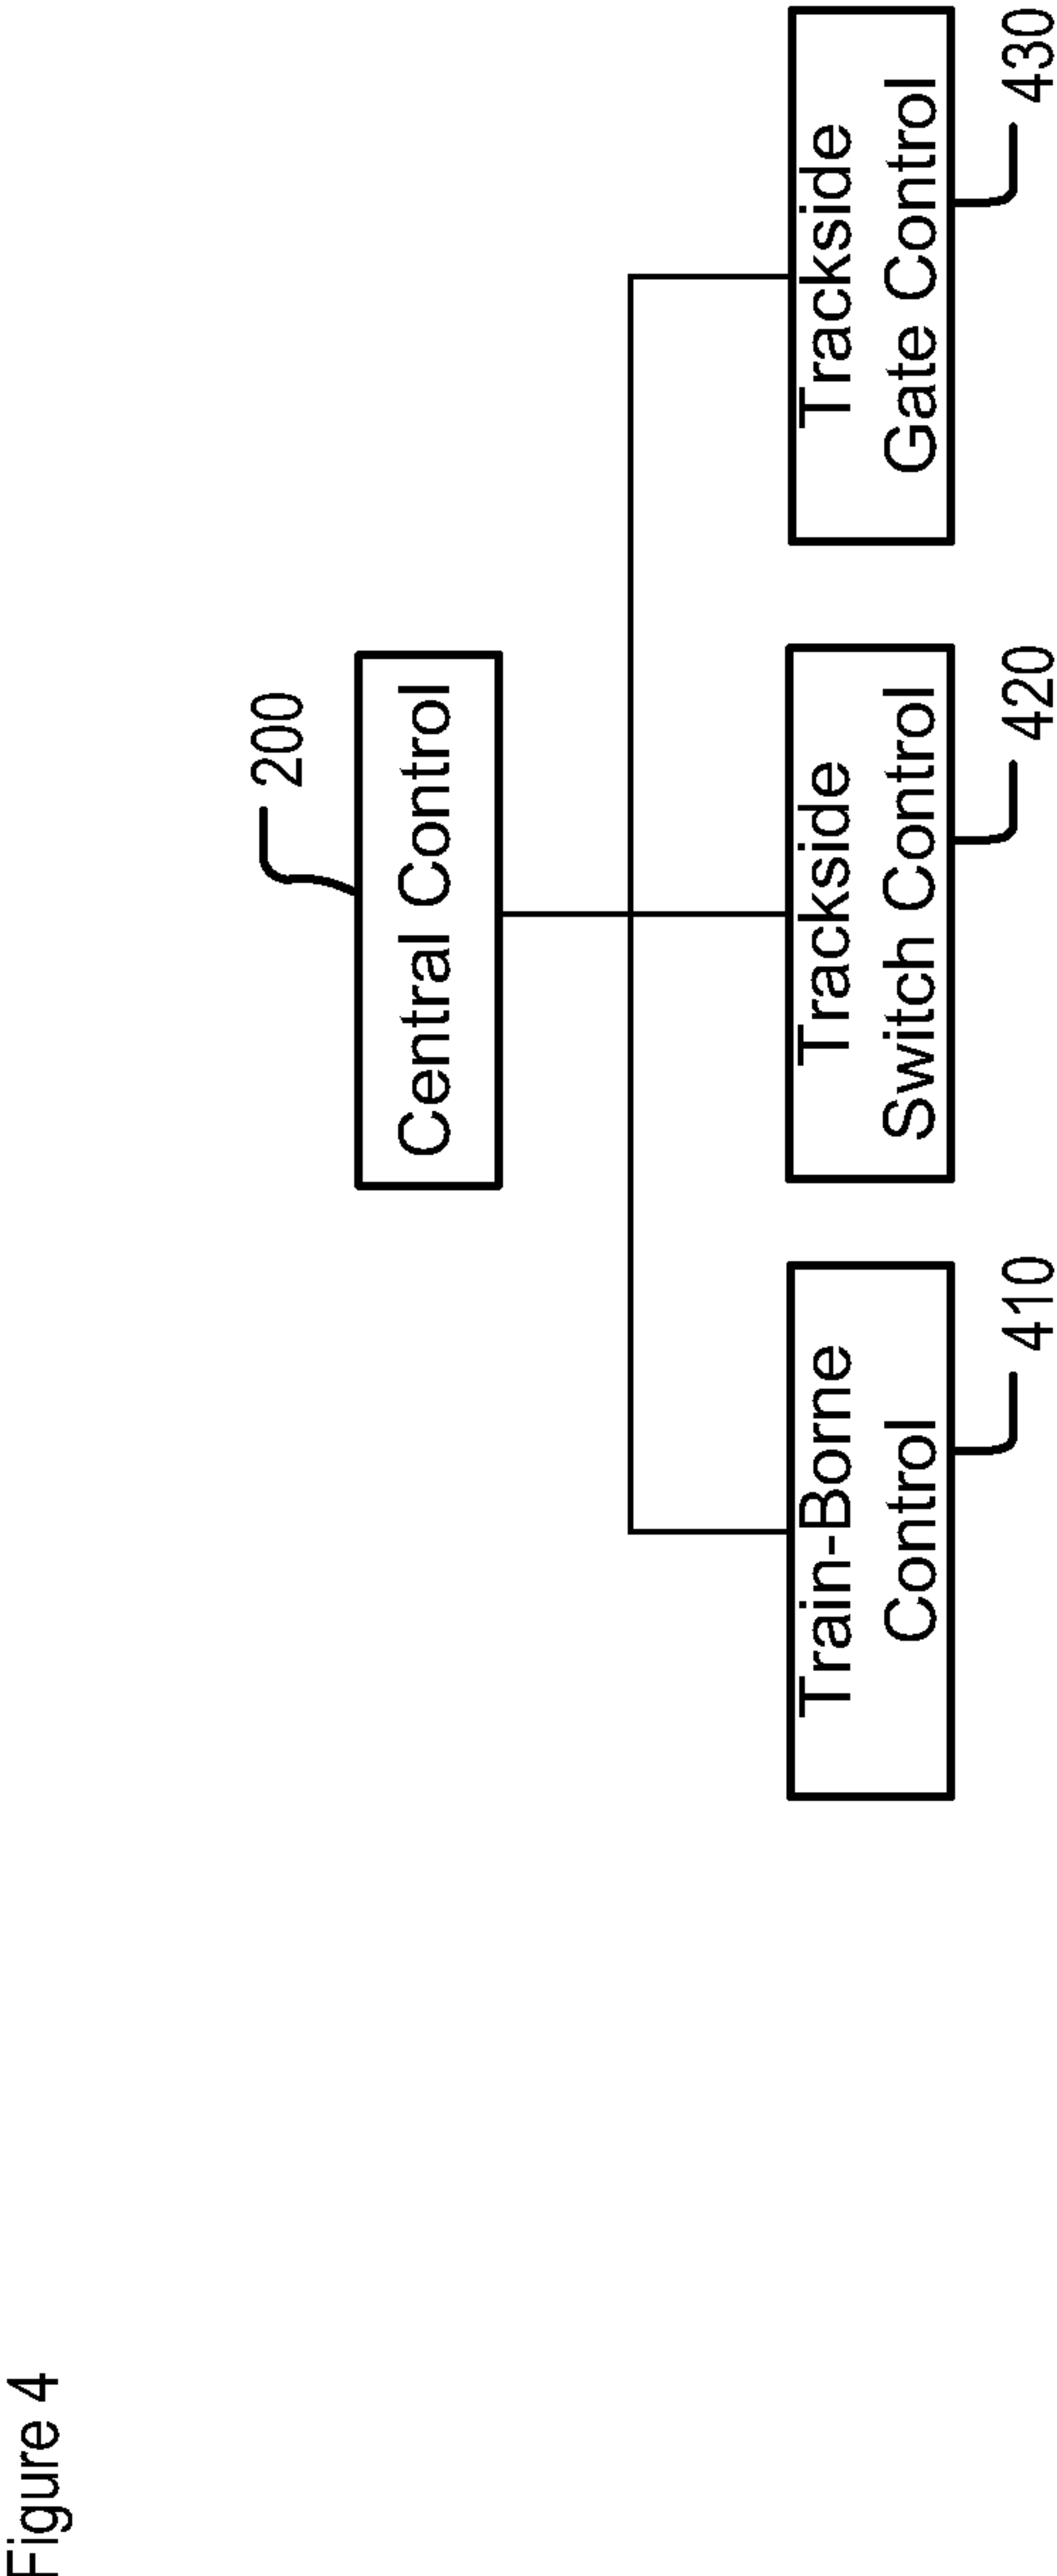 Figure 4
200
Central Control
Train-Borne
Control
Trackside
Switch Control
Trackside
Gate Control
410
420
430